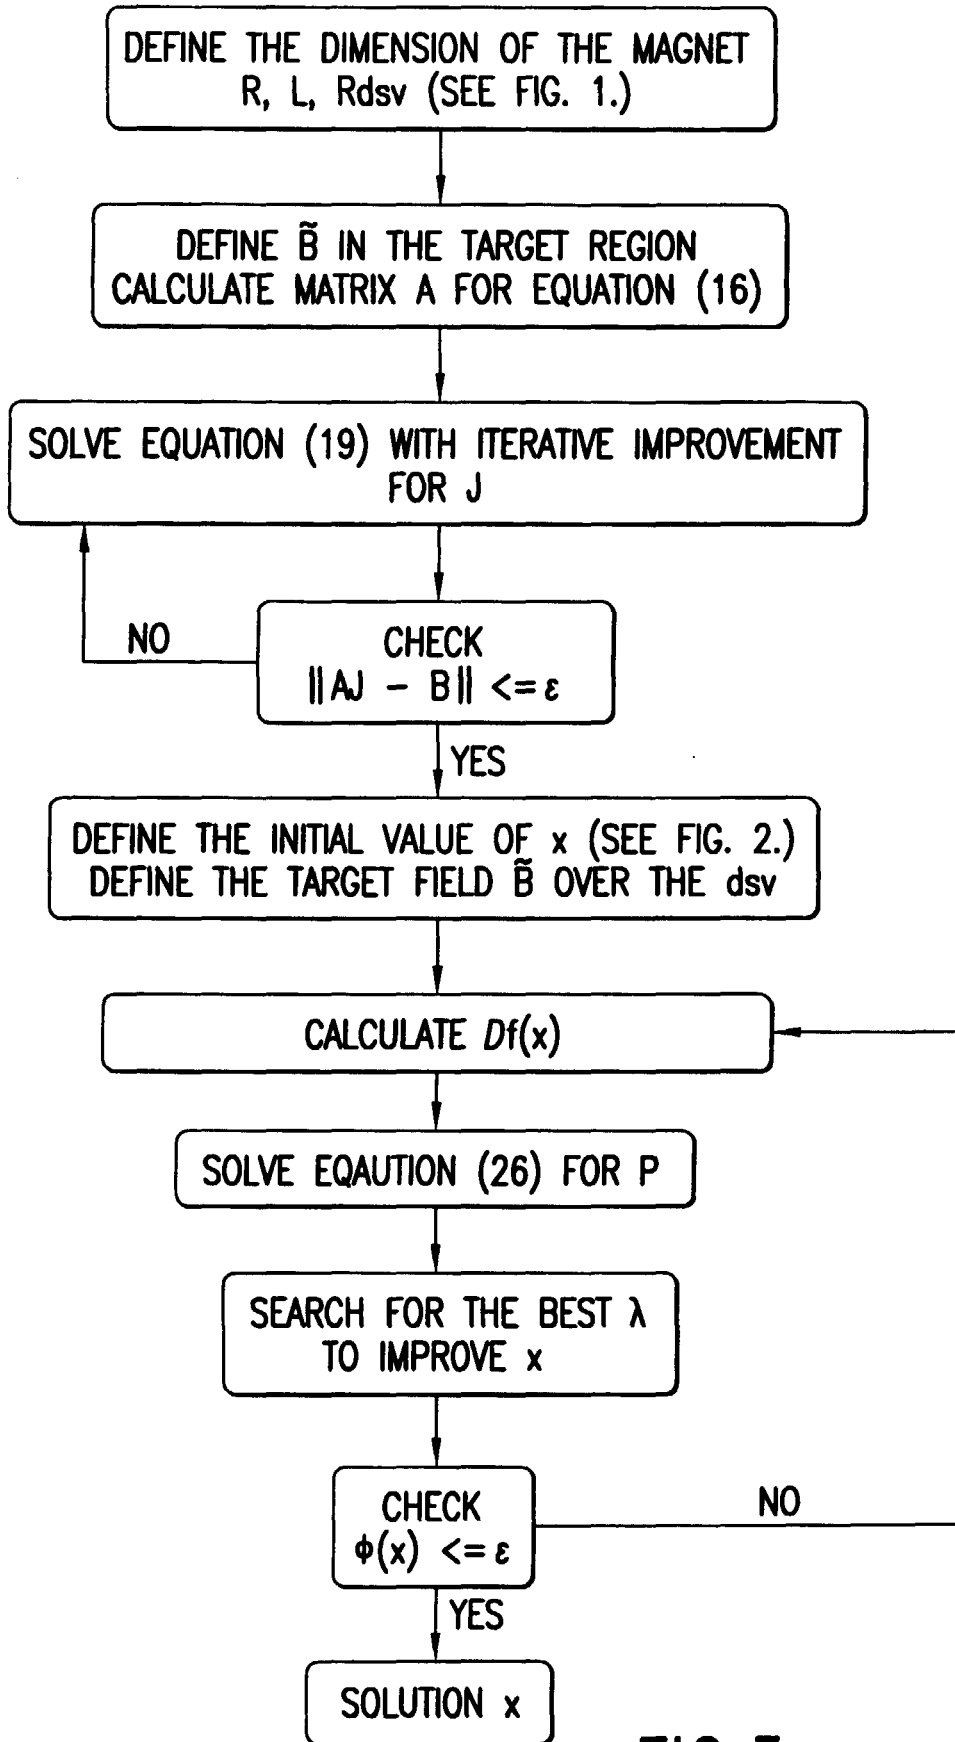 DEFINE THE DIMENSION OF THE MAGNET
R, L, Rdsv (SEE FIG. 1.)
DEFINE B̃ IN THE TARGET REGION
CALCULATE MATRIX A FOR EQUATION (16)
SOLVE EQUATION (19) WITH ITERATIVE IMPROVEMENT
FOR J
NO
CHECK
||AJ - B|| <= ε
YES
DEFINE THE INITIAL VALUE OF x (SEE FIG. 2.)
DEFINE THE TARGET FIELD B̃ OVER THE dsv
CALCULATE Df(x)
SOLVE EQAUTION (26) FOR P
SEARCH FOR THE BEST λ
TO IMPROVE x
CHECK
NO
ϕ(x) <= ε
YES
SOLUTION x